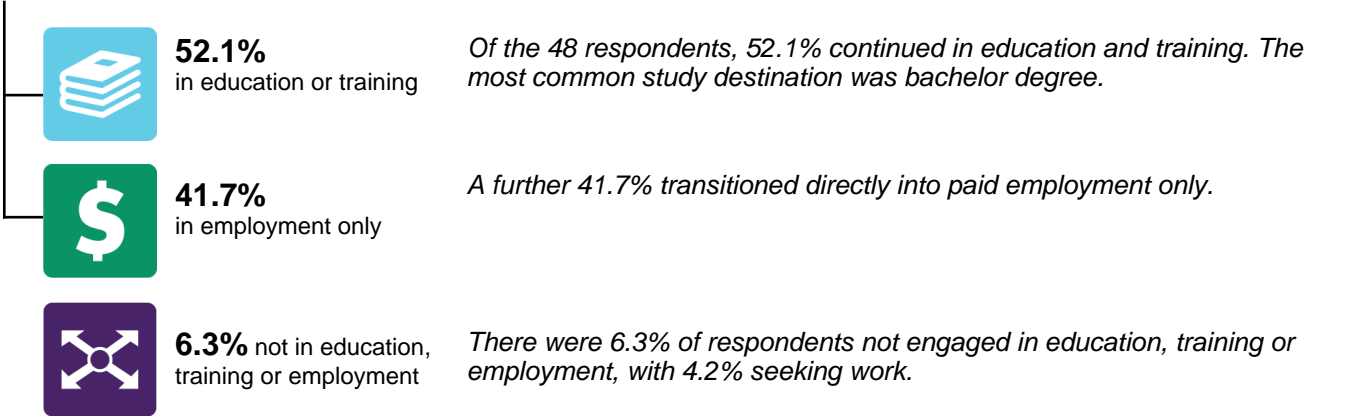 52.1%
in education or training
Of the 48 respondents, 52.1% continued in education and training. The
most common study destination was bachelor degree.
$
41.7%
in employment only
A further 41.7% transitioned directly into paid employment only.
6.3% not in education,
training or employment
There were 6.3% of respondents not engaged in education, training or
employment, with 4.2% seeking work.